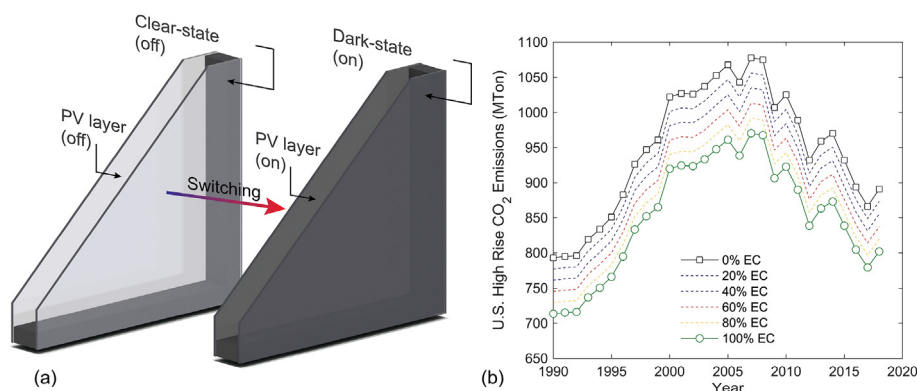 Clear-state
(off)
PV layer
(off)
Dark-state
(on)
PV layer
(on)
Switching
(a)
U.S. High Rise CO2 Emissions (MTon)
1100
1050
1000
950
900
850
800
750
700
650
0% EC
20% EC
40% EC
60% EC
80% EC
100% EC
1990 1995 2000 2005 2010 2015 2020
Year
(b)